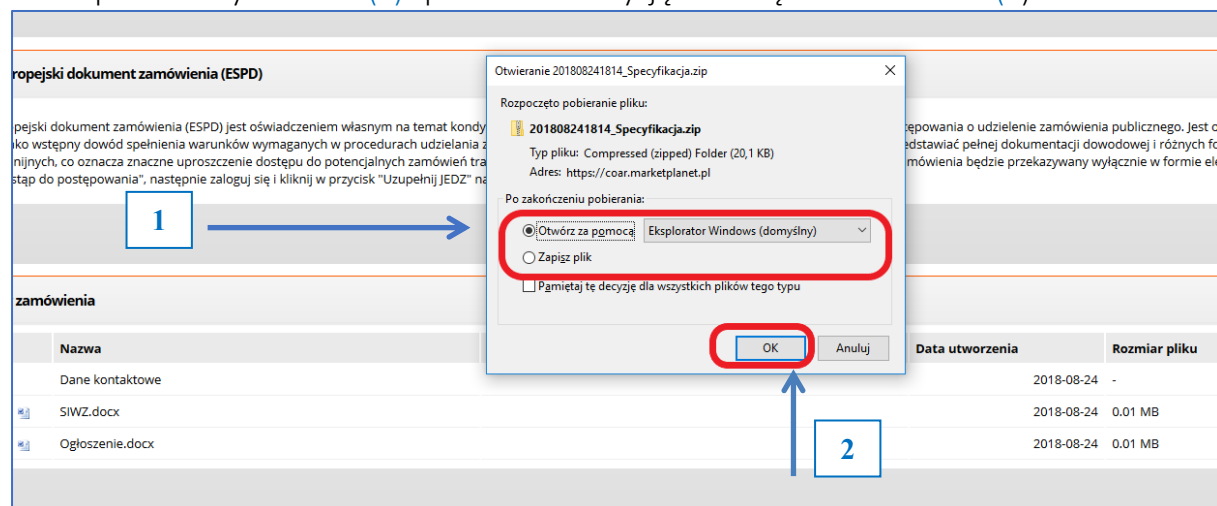 ropejski dokument zamówienia (ESPD)
pejski dokument zamówienia (ESPD) jest oświadczeniem własnym na temat kondy
ko wstępny dowód spełnienia warunków wymaganych w procedurach udzielania z
nijnych, co oznacza znaczne uproszczenie dostępu do potencjalnych zamówień tra
stąp do postępowania", następnie zaloguj się i kliknij w przycisk "Uzupełnij JEDZ" na
Otwieranie 201808241814_Specyfikacja.zip
Rozpoczęto pobieranie pliku:
201808241814_Specyfikacja.zip
Typ pliku: Compressed (zipped) Folder (20,1 KB)
Adres: https://coar.marketplanet.pl
Po zakończeniu pobierania:
Otwórz za pomocą Eksplorator Windows (domyślny)
Zapisz plik
Pamiętaj tę decyzję dla wszystkich plików tego typu
OK Anuluj
tępowania o udzielenie zamówienia publicznego. Jest o
edstawiać pełnej dokumentacji dowodowej i różnych fo
mówienia będzie przekazywany wyłącznie w formie ele
1
2
zamówienia
Nazwa Data utworzenia Rozmiar pliku
Dane kontaktowe 2018-08-24 -
SIWZ.docx 2018-08-24 0.01 MB
Ogłoszenie.docx 2018-08-24 0.01 MB